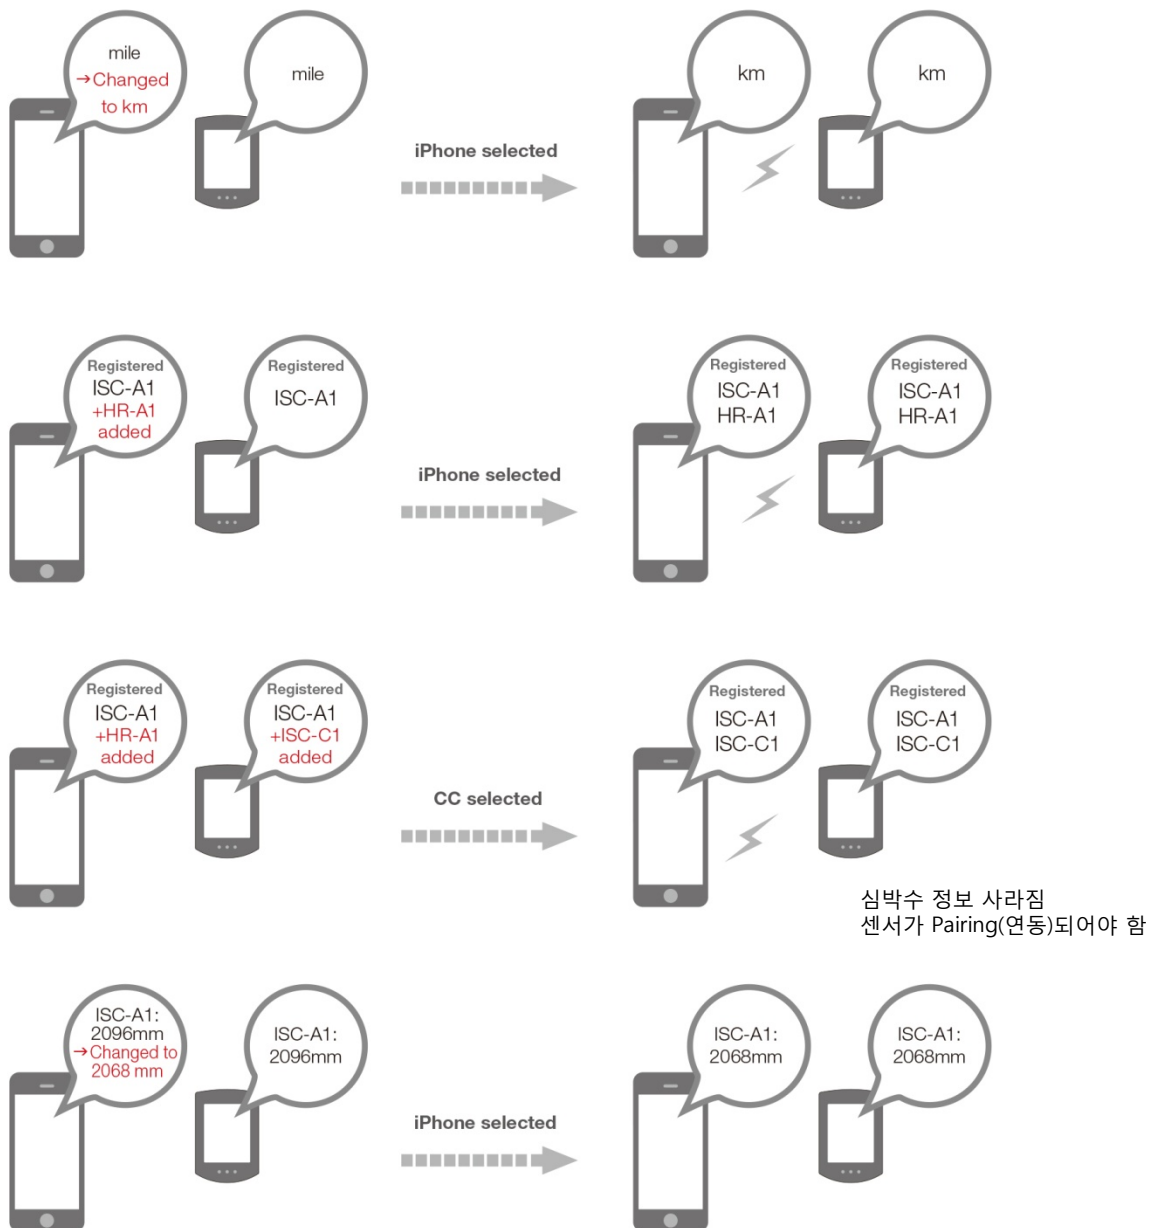 mile
→Changed
to km
mile
iPhone selected
km
km
Registered
ISC-A1
+HR-A1
added
Registered
ISC-A1
iPhone selected
Registered
ISC-A1
HR-A1
Registered
ISC-A1
HR-A1
Registered
ISC-A1
+HR-A1
added
Registered
ISC-A1
+ISC-C1
added
CC selected
Registered
ISC-A1
ISC-C1
Registered
ISC-A1
ISC-C1
심박수 정보 사라짐
센서가 Pairing(연동)되어야 함
ISC-A1:
2096mm
→Changed to
2068 mm
ISC-A1:
2096mm
iPhone selected
ISC-A1:
2068mm
ISC-A1:
2068mm